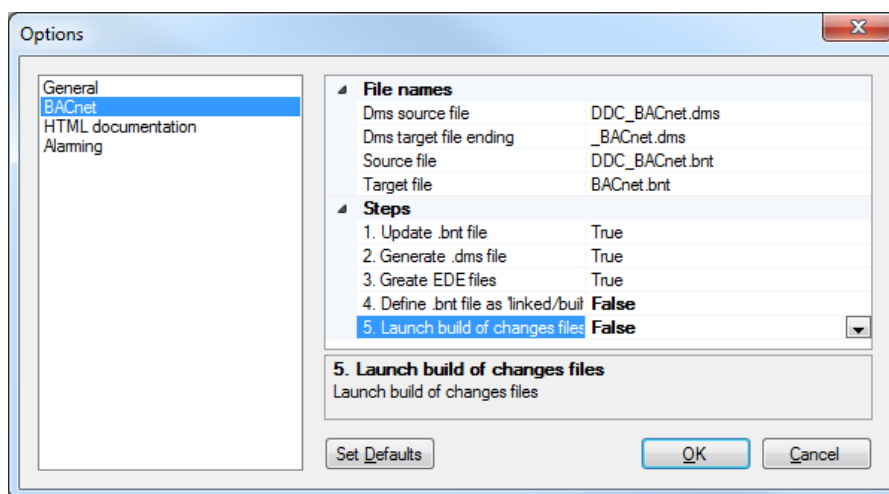 Options
General
BACnet
HTML documentation
Alarming
File names
Dms source file DDC_BACnet.dms
Dms target file ending _BACnet.dms
Source file DDC_BACnet.bnt
Target file BACnet.bnt
Steps
1. Update .bnt file True
2. Generate .dms file True
3. Greate EDE files True
4. Define .bnt file as 'linked/buil False
5. Launch build of changes files False
5. Launch build of changes files
Launch build of changes files
Set Defaults OK Cancel